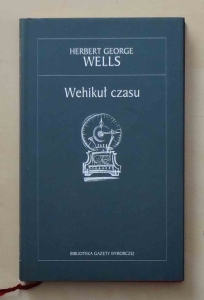 HERBERT GEORGE
WELLS
Wehikuł czasu
BIBLIOTEKA GAZETY WYBORCZEJ